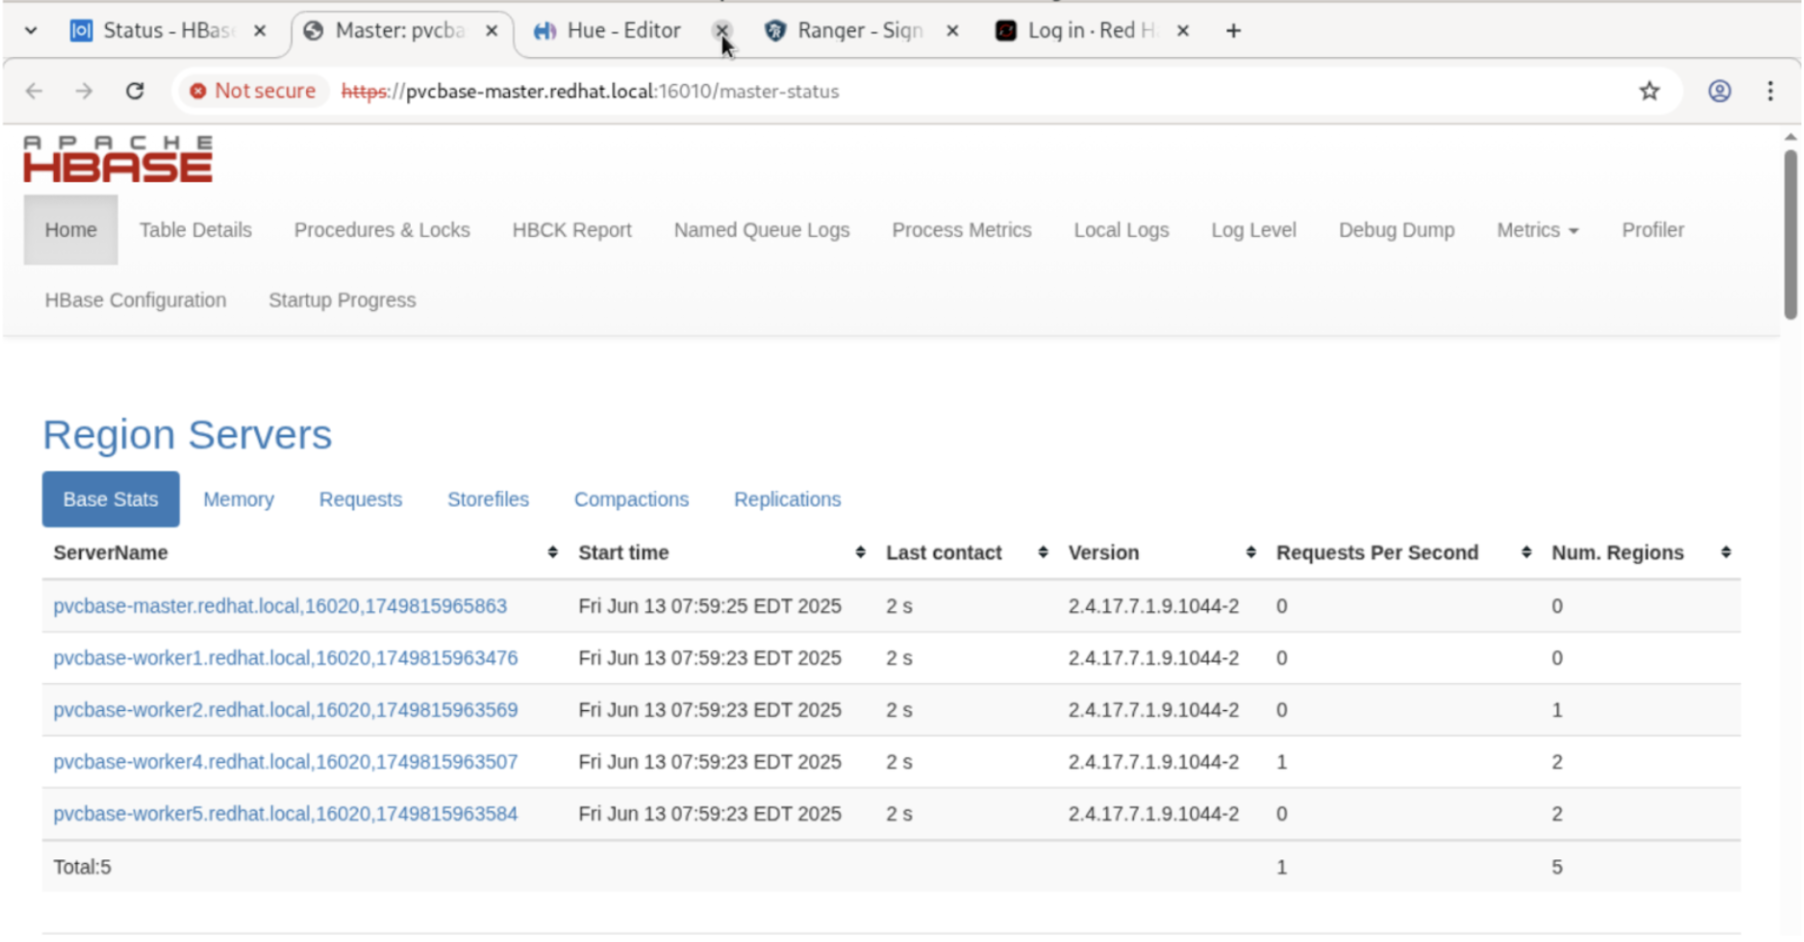 Status - HBas
Master: pvcba
Hue - Editor
Ranger - Sign
Log in · Red H
Not secure
https://pvcbase-master.redhat.local:16010/master-status
APACHE
HBASE
Home
Table Details
Procedures & Locks
HBCK Report
Named Queue Logs
Process Metrics
Local Logs
Log Level
Debug Dump
Metrics
Profiler
HBase Configuration
Startup Progress
Region Servers
Base Stats
Memory
Requests
Storefiles
Compactions
Replications
ServerName Start time Last contact Version Requests Per Second Num. Regions
pvcbase-master.redhat.local,16020,1749815965863 Fri Jun 13 07:59:25 EDT 2025 2 s 2.4.17.7.1.9.1044-2 0 0
pvcbase-worker1.redhat.local,16020,1749815963476 Fri Jun 13 07:59:23 EDT 2025 2 s 2.4.17.7.1.9.1044-2 0 0
pvcbase-worker2.redhat.local,16020,1749815963569 Fri Jun 13 07:59:23 EDT 2025 2 s 2.4.17.7.1.9.1044-2 0 1
pvcbase-worker4.redhat.local,16020,1749815963507 Fri Jun 13 07:59:23 EDT 2025 2 s 2.4.17.7.1.9.1044-2 1 2
pvcbase-worker5.redhat.local,16020,1749815963584 Fri Jun 13 07:59:23 EDT 2025 2 s 2.4.17.7.1.9.1044-2 0 2
Total:5 1 5